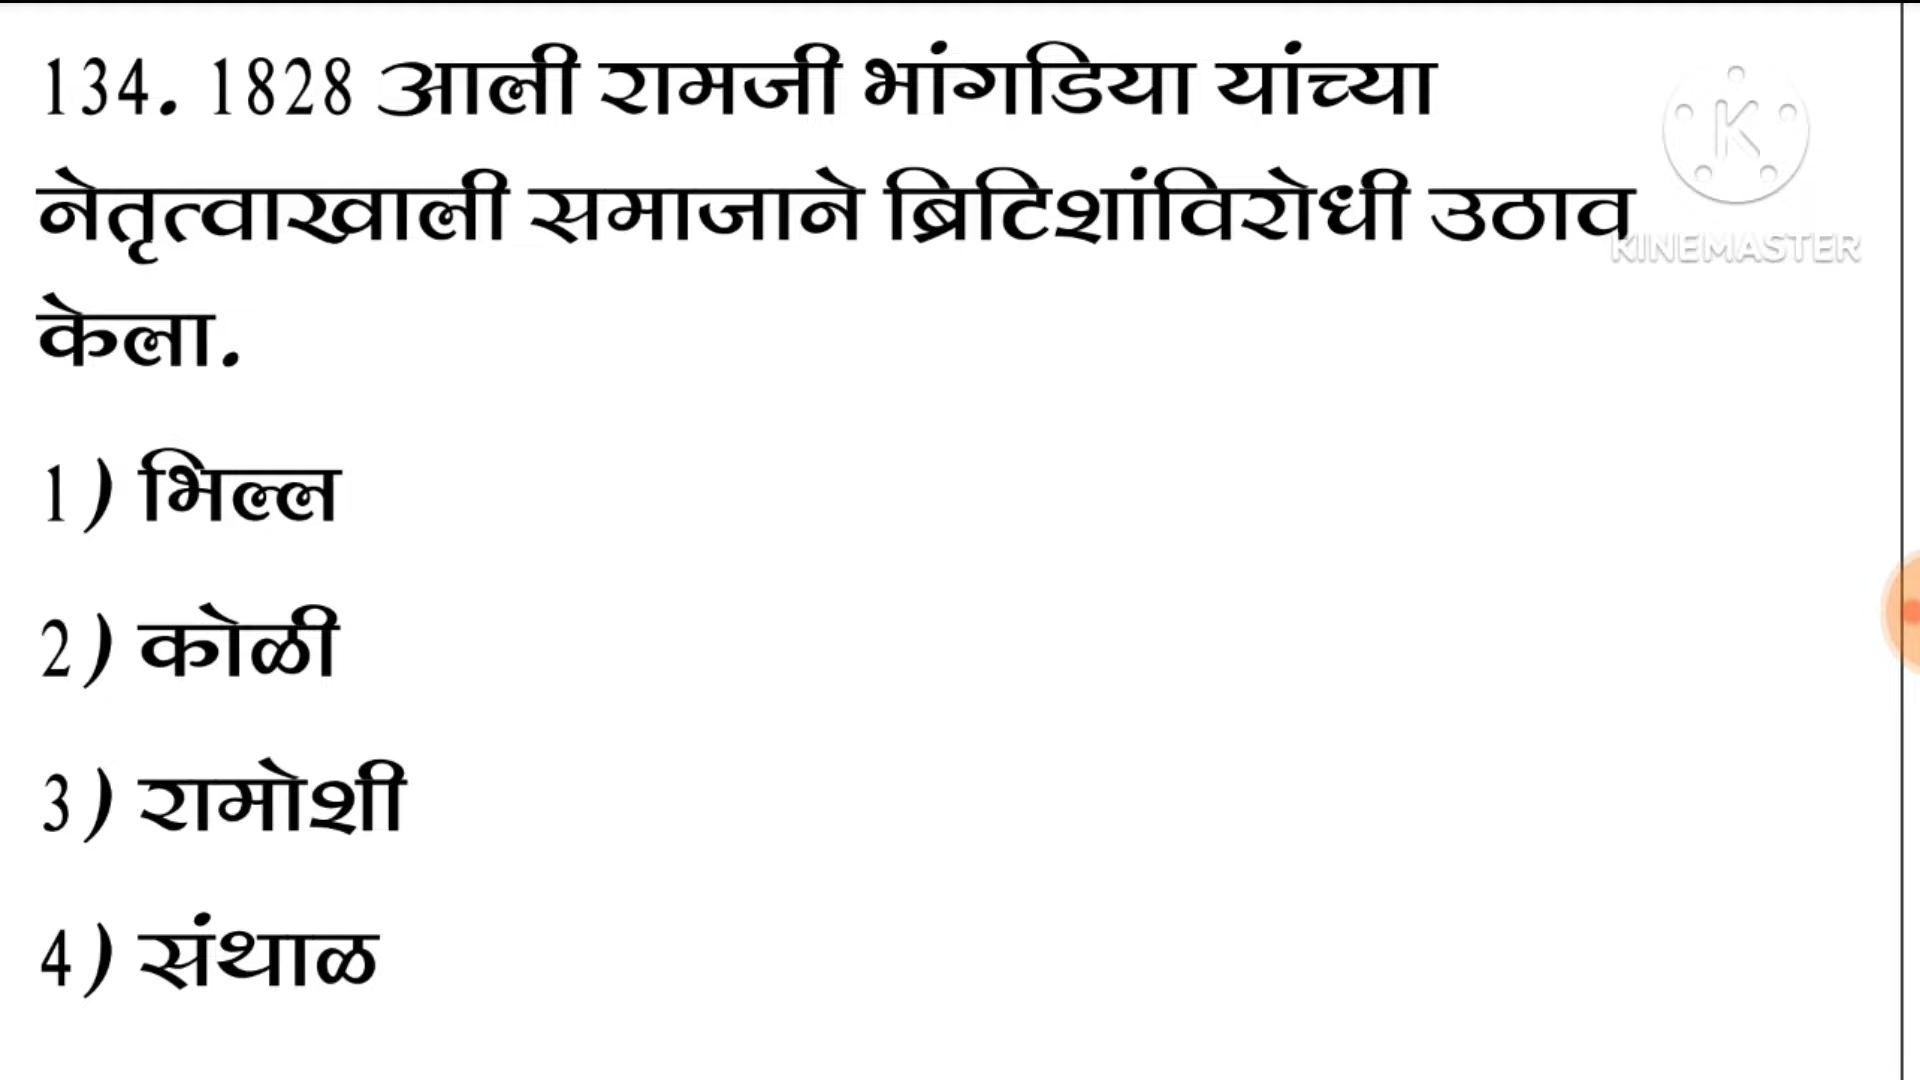 134. 1828 आली रामजी भांगडिया यांच्या
नेतृत्वाखाली समाजाने ब्रिटिशांविरोधी उठाव
केला.
1) भिल्ल
2) कोळी
3) रामोशी
4) संथाळ
K
KINEMASTER